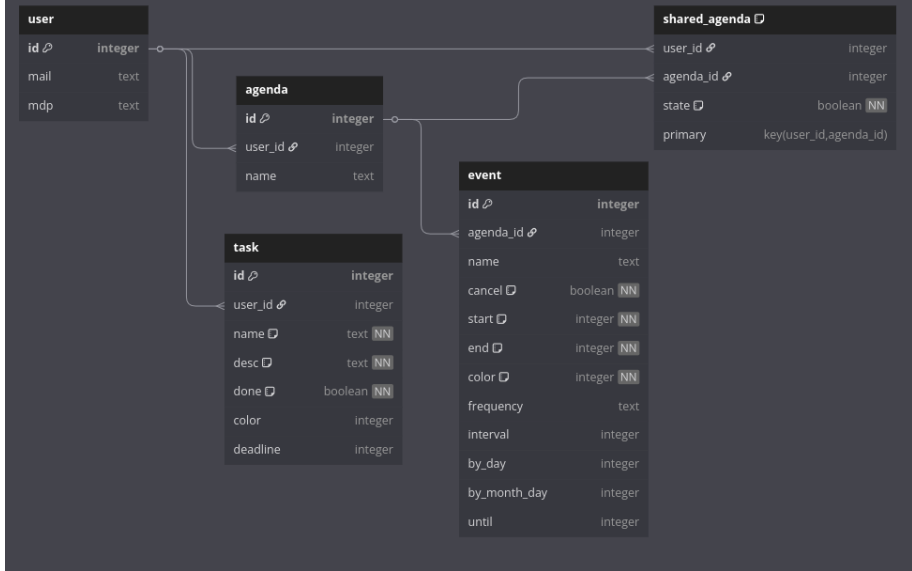 user
id integer
mail text
mdp text
agenda
id integer
user_id integer
name text
task
id integer
user_id integer
name text NN
desc text NN
done boolean NN
color integer
deadline integer
event
id integer
agenda_id integer
name text
cancel boolean NN
start integer NN
end integer NN
color integer NN
frequency text
interval integer
by_day integer
by_month_day integer
until integer
shared_agenda
user_id integer
agenda_id integer
state boolean NN
primary key(user_id,agenda_id)